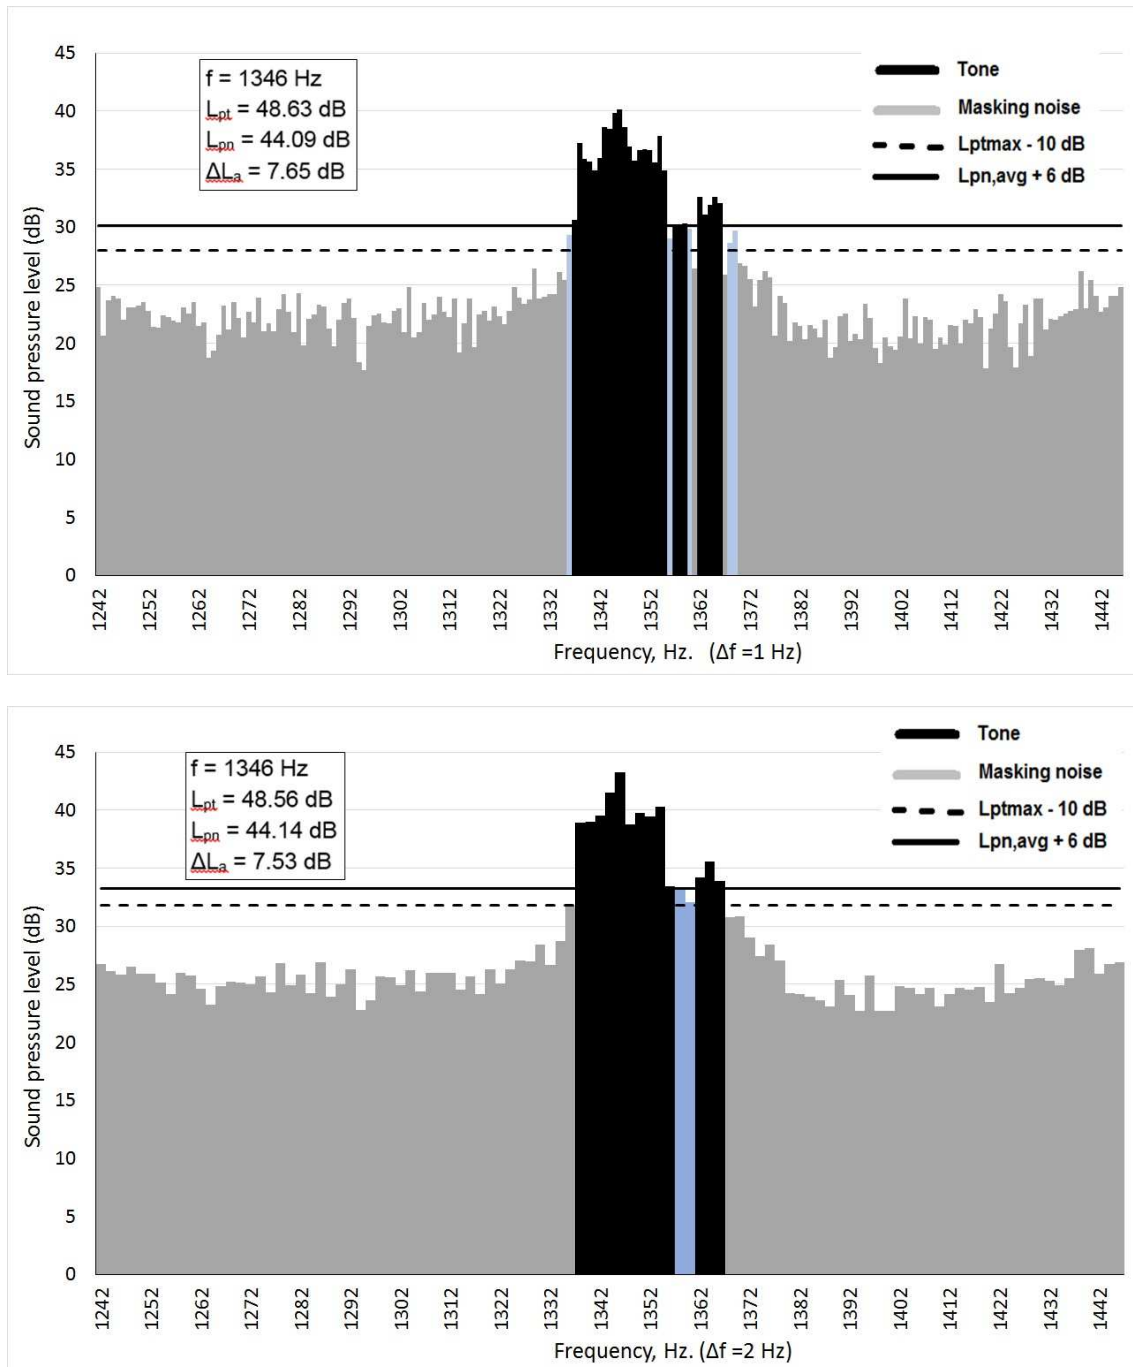 45
40
35
30
25
20
15
10
5
0
Sound pressure level (dB)
f = 1346 Hz
Lpt = 48.63 dB
Lpn = 44.09 dB
ΔLa = 7.65 dB
Tone
Masking noise
Lptmax - 10 dB
Lpn,avg + 6 dB
1242 1252 1262 1272 1282 1292 1302 1312 1322 1332 1342 1352 1362 1372 1382 1392 1402 1412 1422 1432 1442
Frequency, Hz. (Δf =1 Hz)
45
40
35
30
25
20
15
10
5
0
Sound pressure level (dB)
f = 1346 Hz
Lpt = 48.56 dB
Lpn = 44.14 dB
ΔLa = 7.53 dB
Tone
Masking noise
Lptmax - 10 dB
Lpn,avg + 6 dB
1242 1252 1262 1272 1282 1292 1302 1312 1322 1332 1342 1352 1362 1372 1382 1392 1402 1412 1422 1432 1442
Frequency, Hz. (Δf =2 Hz)